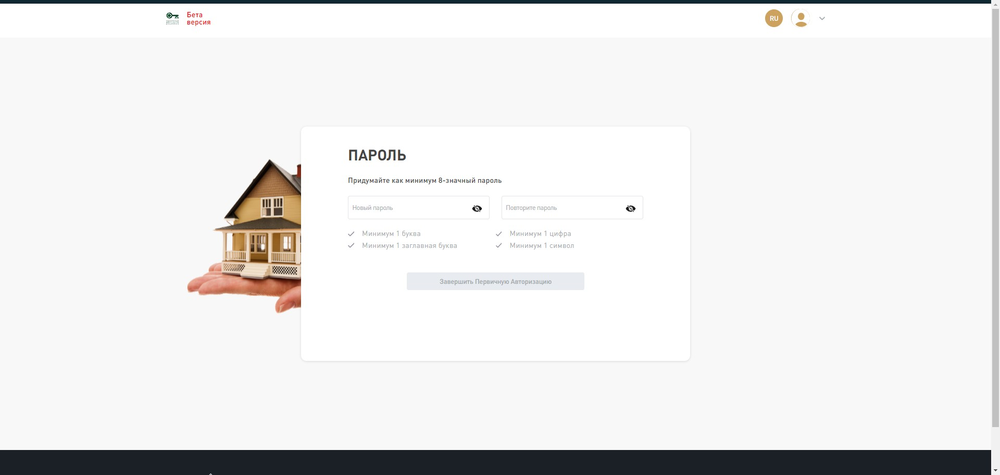 Бета
версия
RU
ПАРОЛЬ
Придумайте как минимум 8-значный пароль
Новый пароль
Повторите пароль
Минимум 1 буква
Минимум 1 цифра
Минимум 1 заглавная буква
Минимум 1 символ
Завершить Первичную Авторизацию